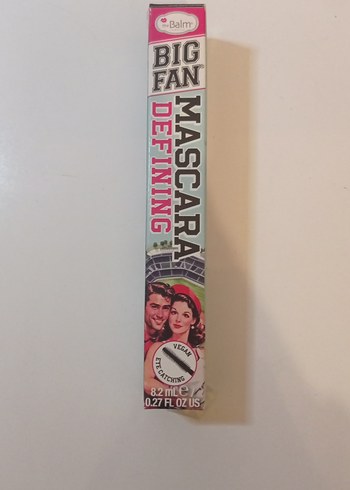 theBalm
BIG
FAN
MASCARA
DEFINING
VEGAN
EYE-CATCHING
8.2 mL
0.27 FL OZ US